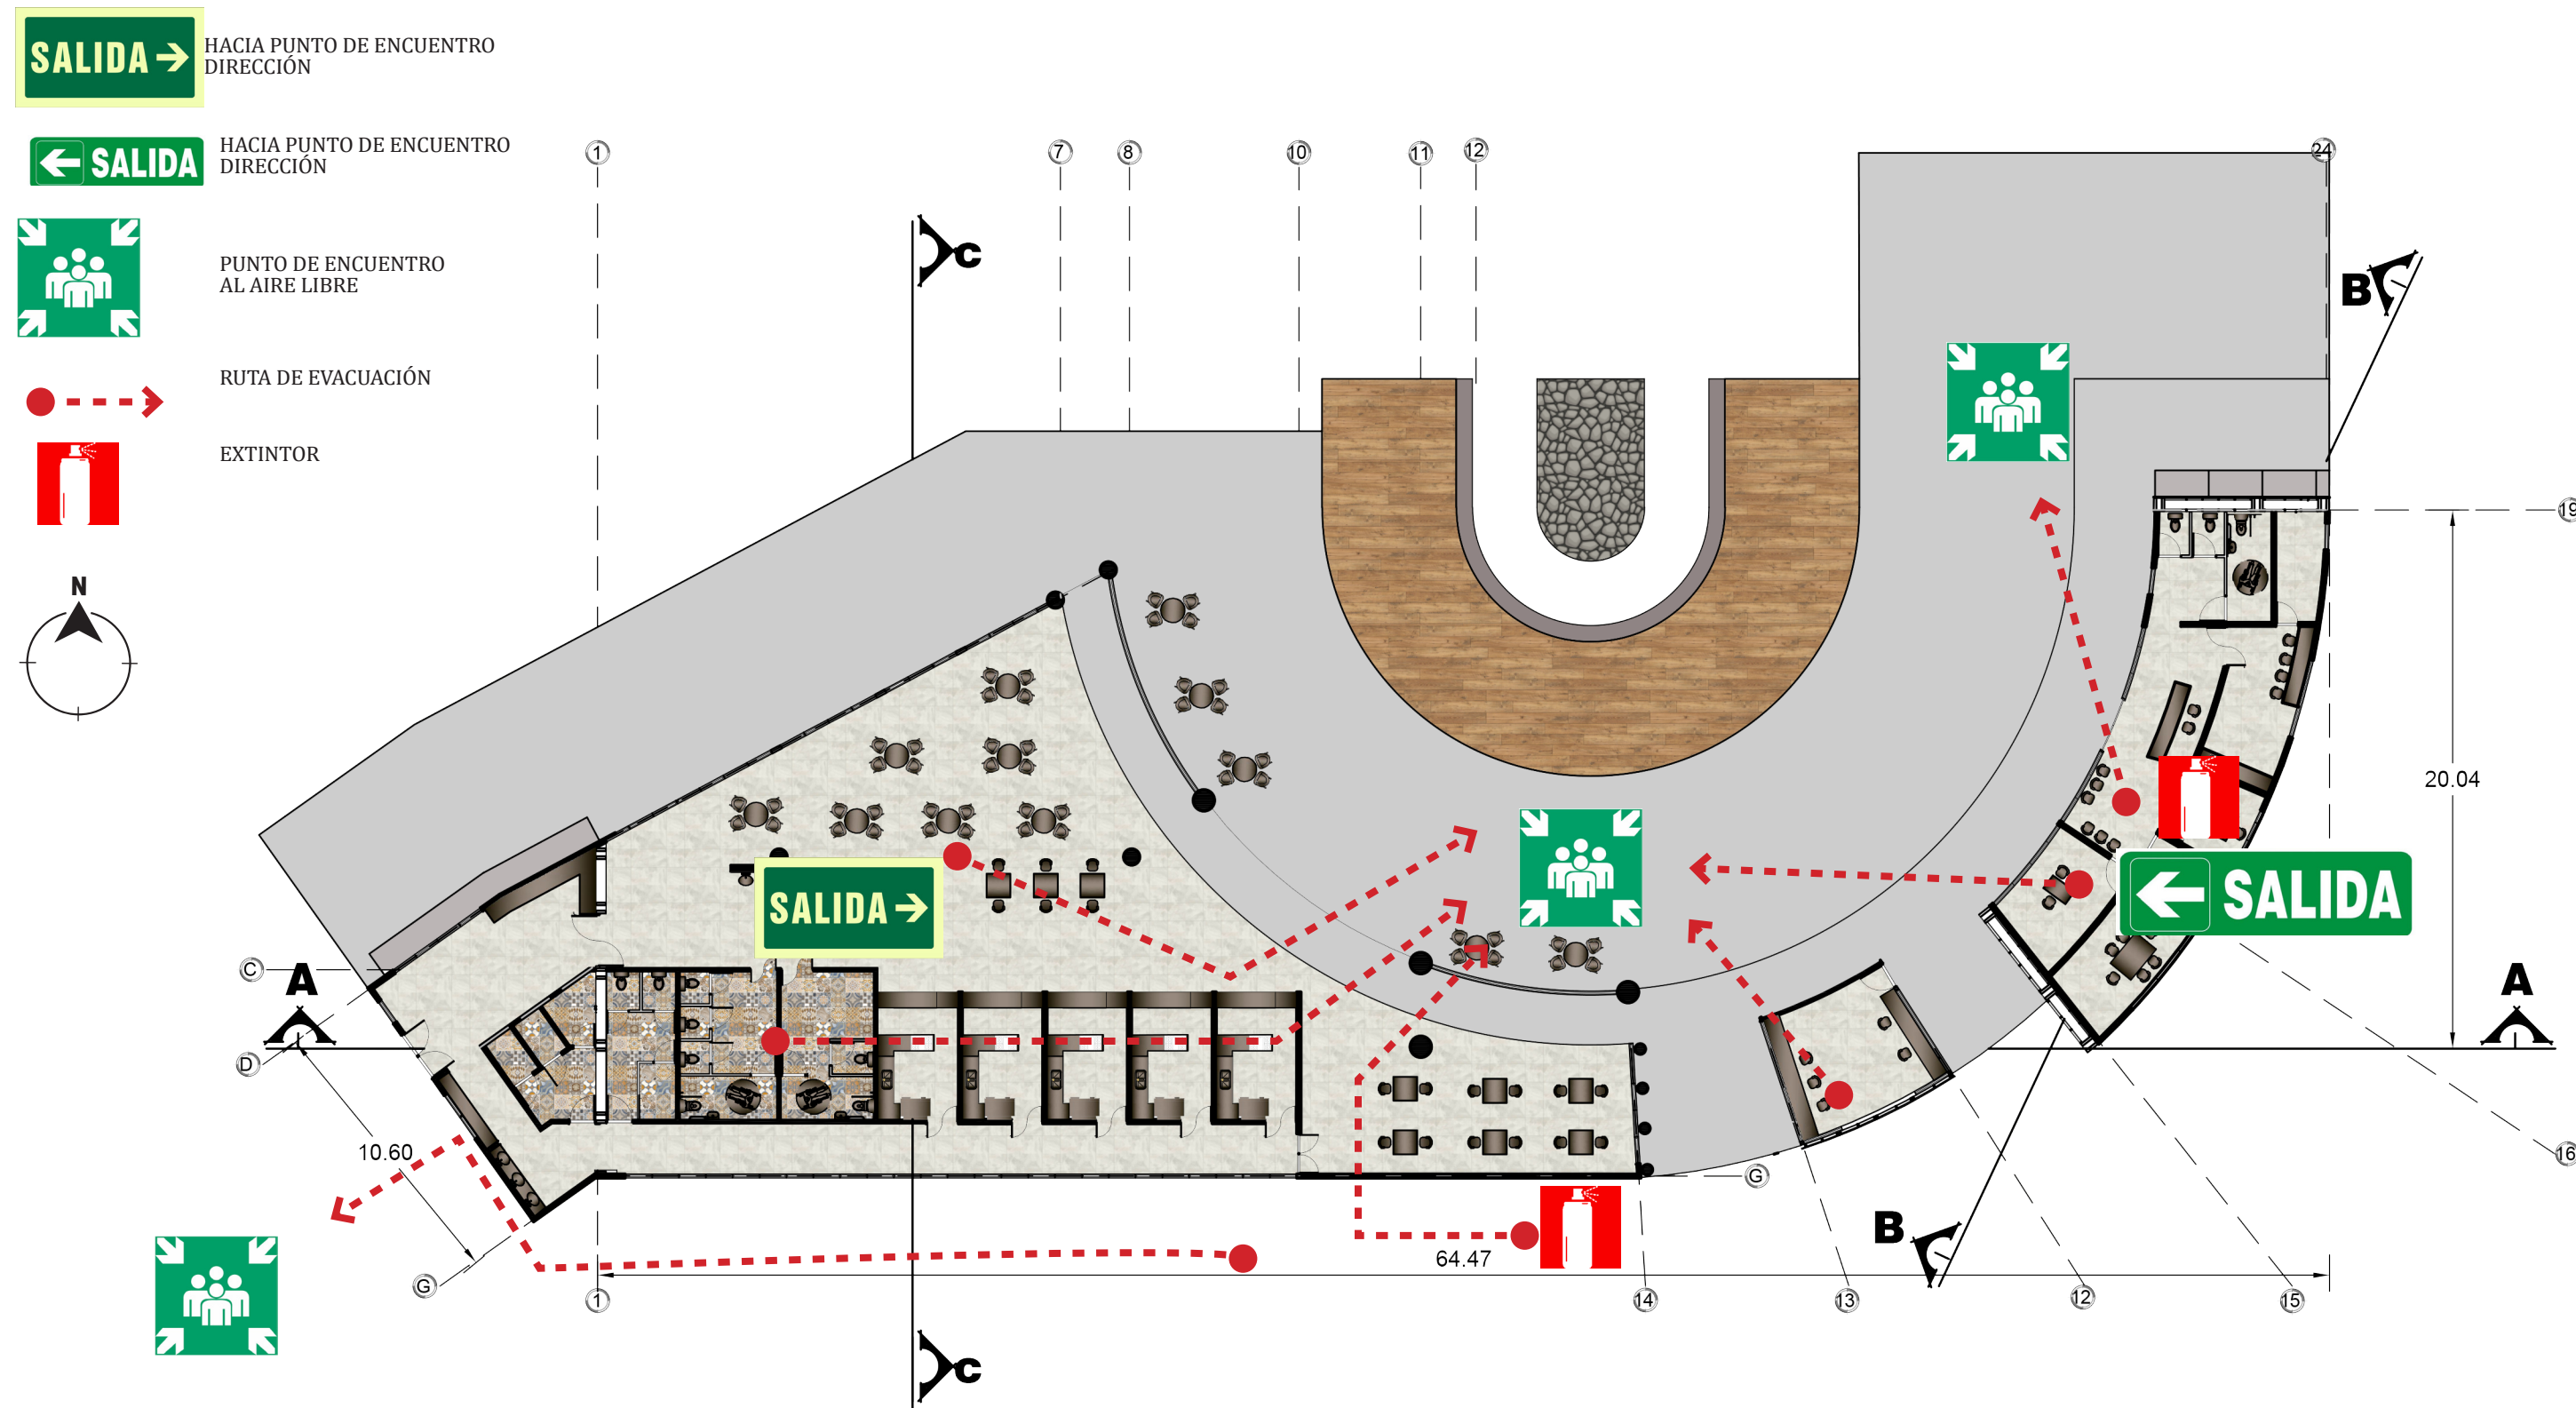 SALIDA →
HACIA PUNTO DE ENCUENTRO
DIRECCIÓN
← SALIDA
HACIA PUNTO DE ENCUENTRO
DIRECCIÓN
PUNTO DE ENCUENTRO
AL AIRE LIBRE
RUTA DE EVACUACIÓN
EXTINTOR
N
1
7
8
10
11
12
24
C
B
19
20.04
SALIDA →
← SALIDA
C
A
D
A
10.60
G
16
G
B
64.47
G
1
14
13
12
15
C